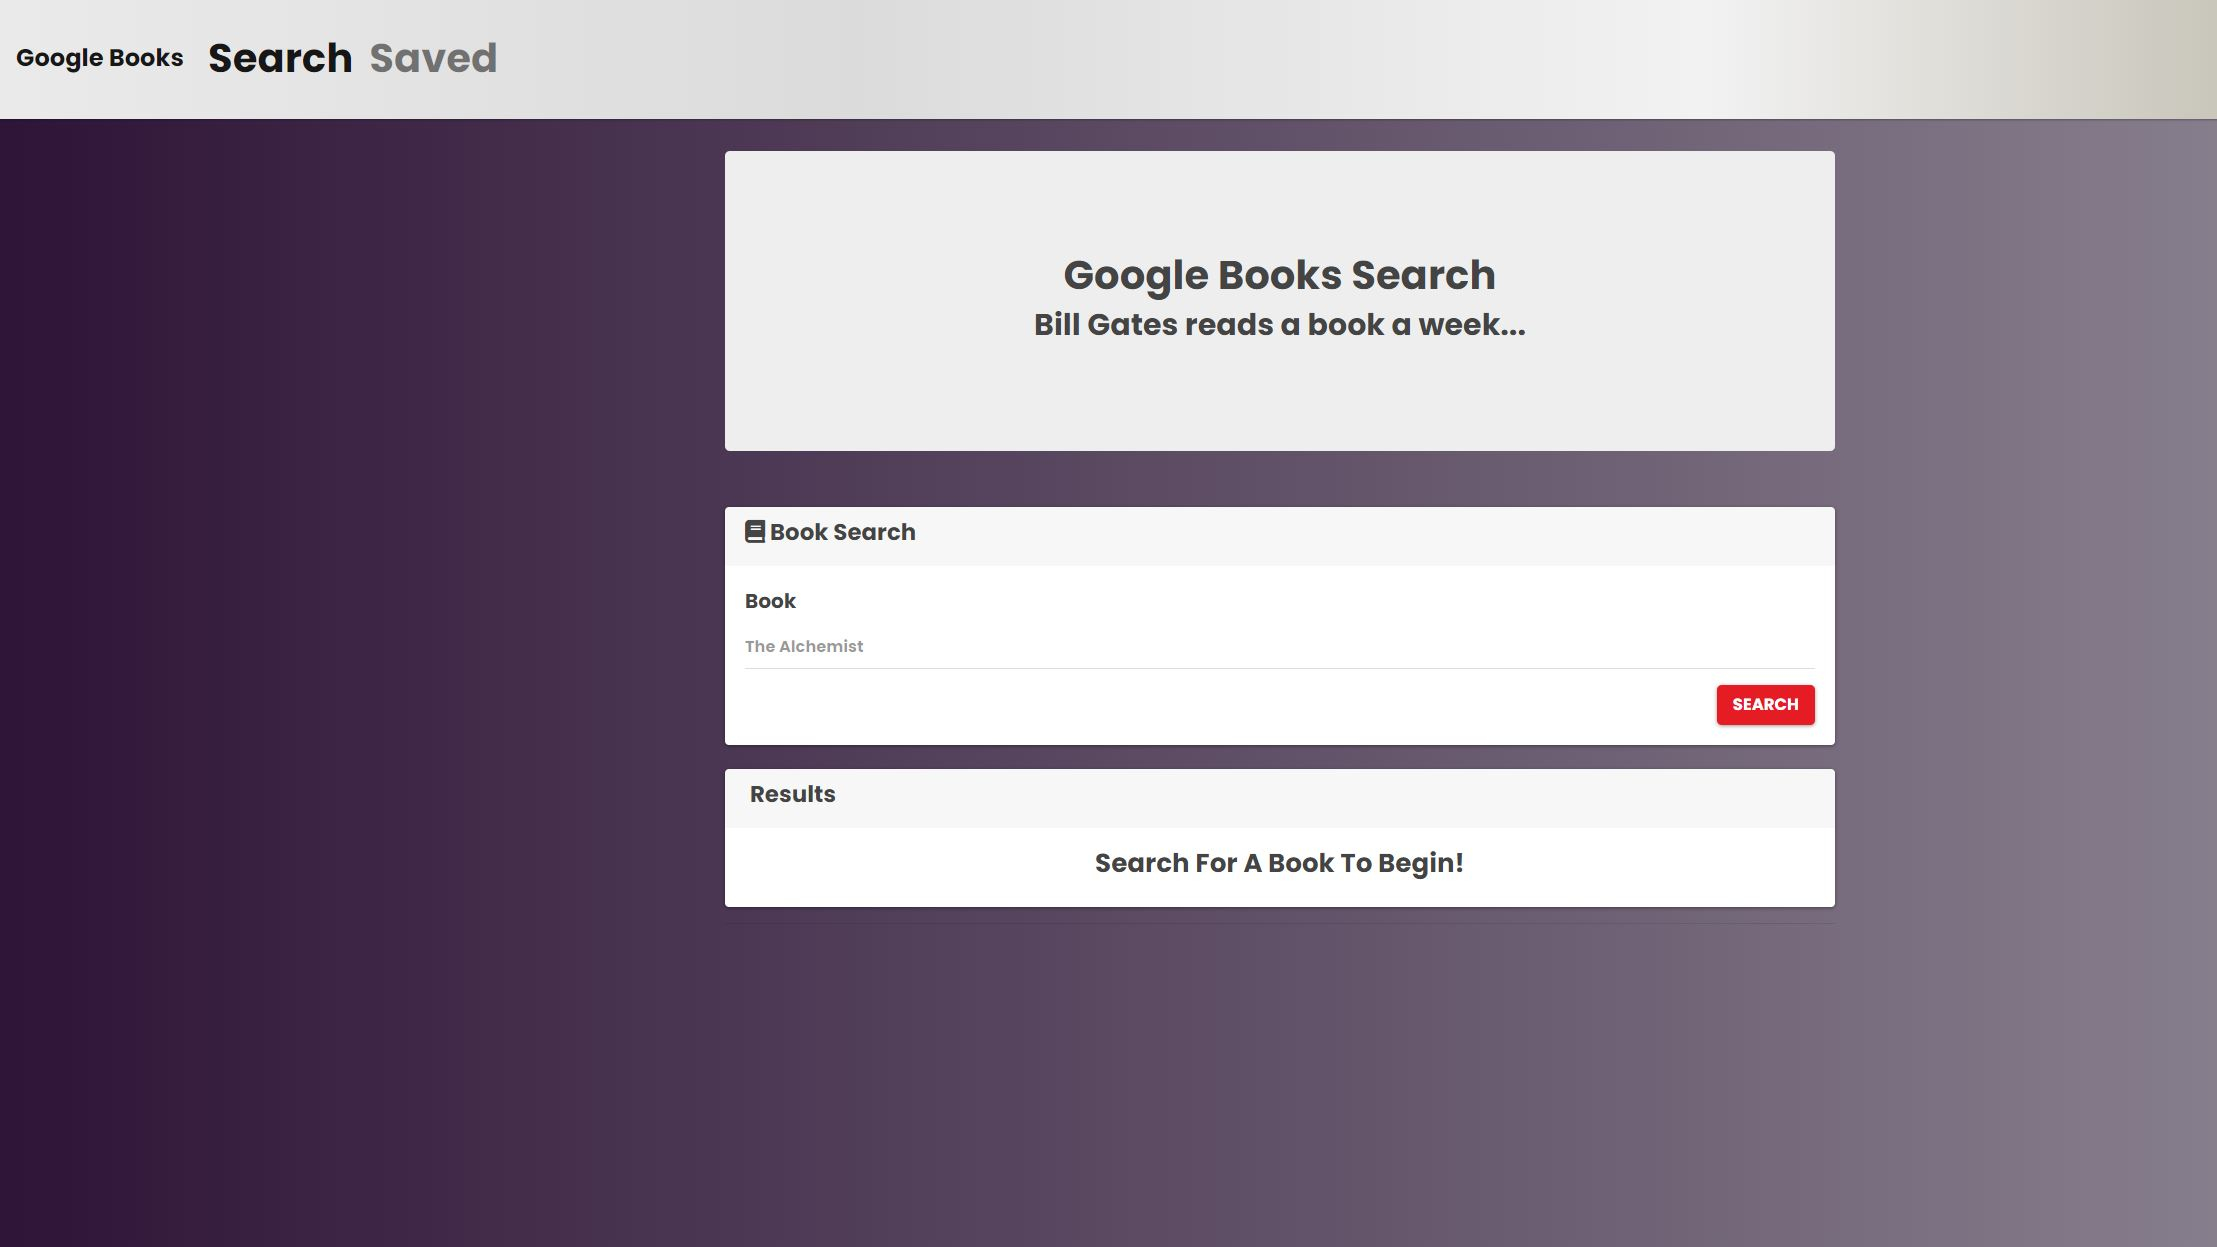 Google Books Search Saved
Google Books Search
Bill Gates reads a book a week...
Book Search
Book
The Alchemist
SEARCH
Results
Search For A Book To Begin!